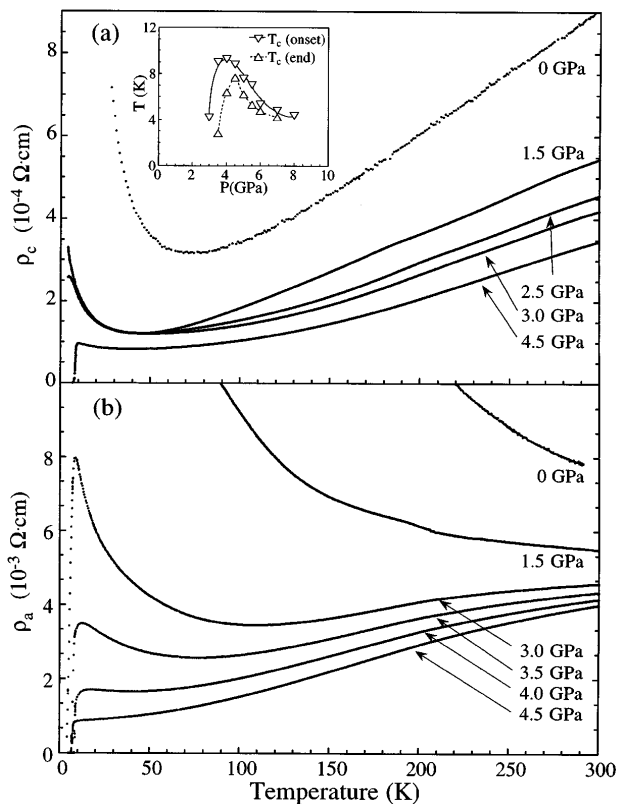 (a)
T_c (onset)
T_c (end)
12
8
4
0
T (K)
0 2 4 6 8 10
P(GPa)
0 GPa
1.5 GPa
2.5 GPa
3.0 GPa
4.5 GPa
8
6
4
2
0
ρ_c (10⁻⁴ Ω·cm)
(b)
0 GPa
1.5 GPa
3.0 GPa
3.5 GPa
4.0 GPa
4.5 GPa
8
6
4
2
0
ρ_a (10⁻³ Ω·cm)
0 50 100 150 200 250 300
Temperature (K)